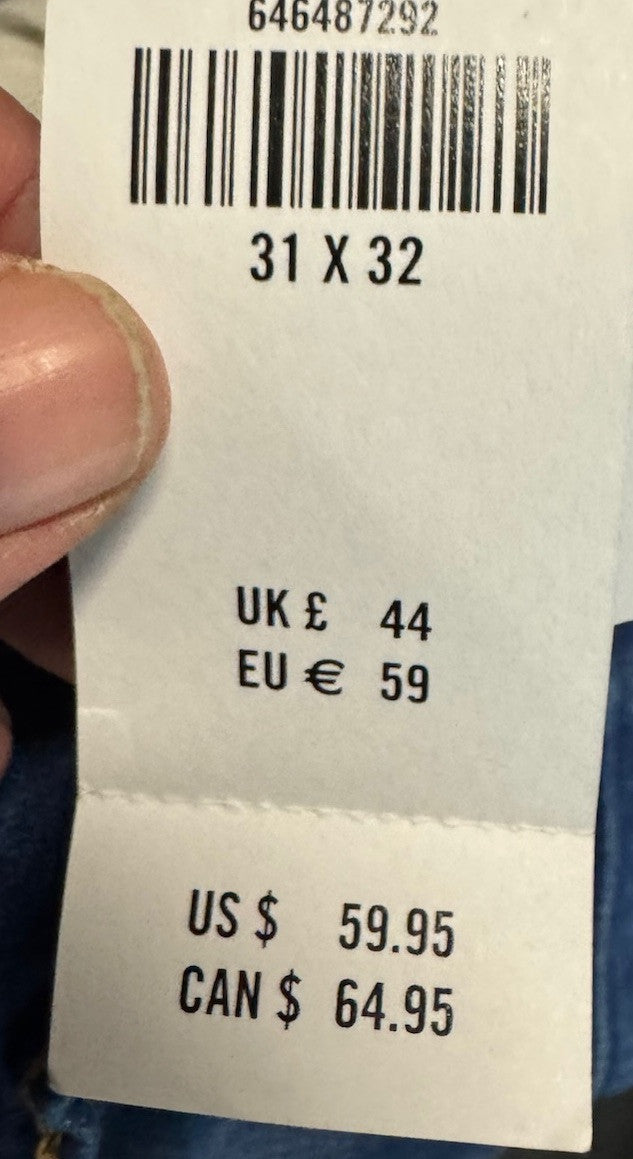 646487292
31 X 32
UK £ 44
EU € 59
US $ 59.95
CAN $ 64.95